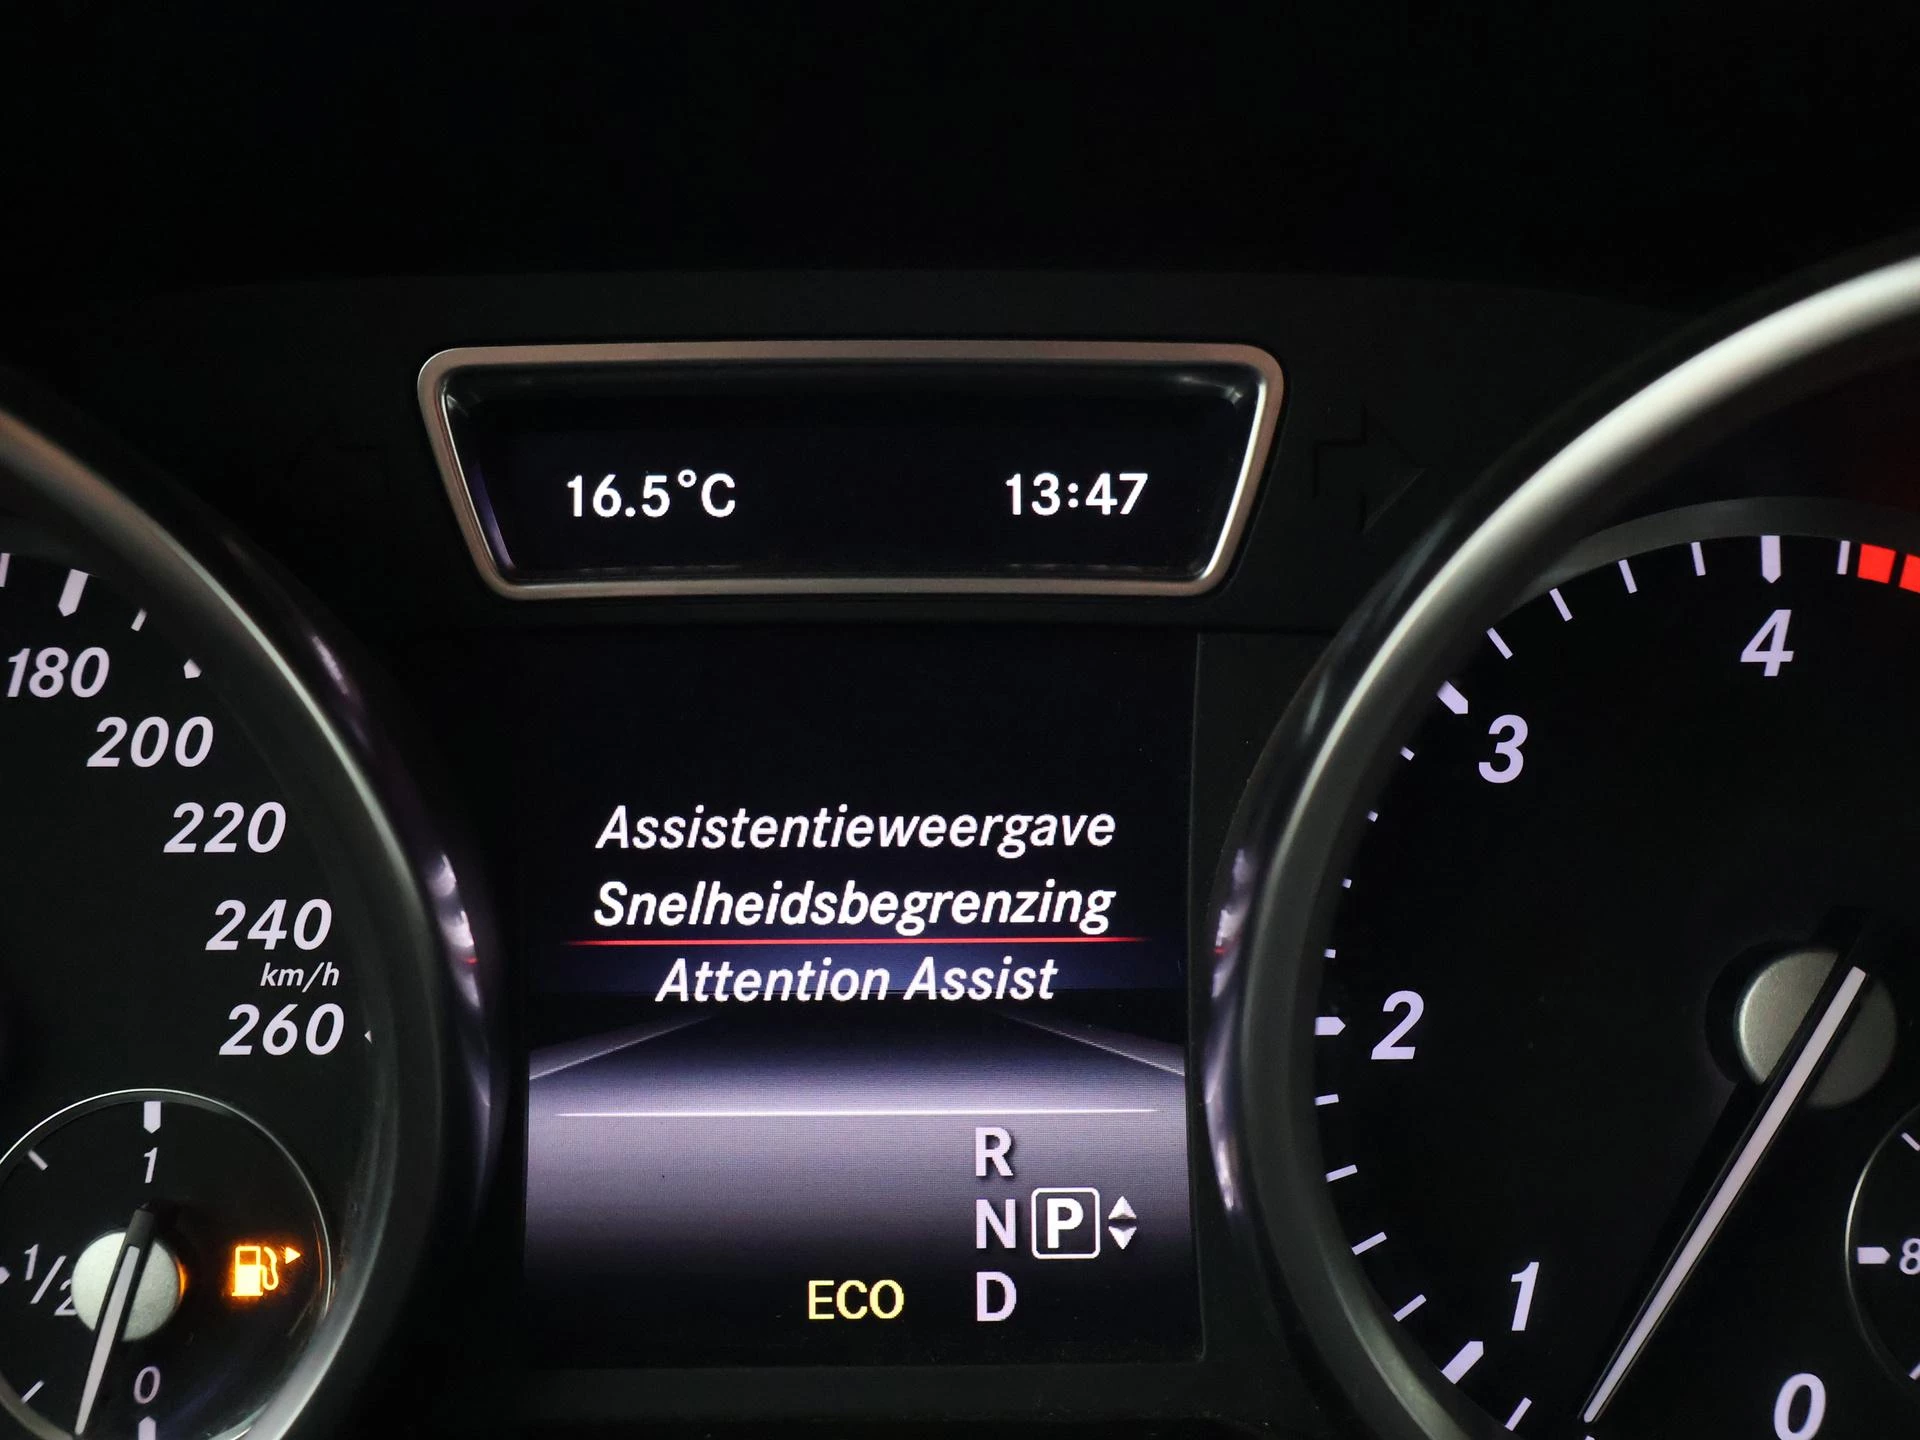 16.5°C 13:47
180
200
220
240
km/h
260
1
1/2
0
Assistentieweergave
Snelheidsbegrenzing
Attention Assist
R
N P
ECO D
4
3
2
1
0
8